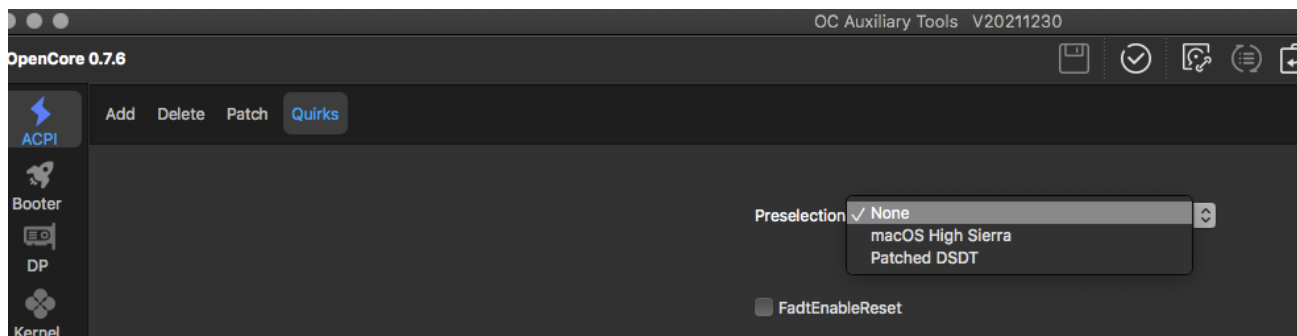 OC Auxiliary Tools V20211230
OpenCore 0.7.6
ACPI
Add Delete Patch Quirks
Booter
Preselection ✓ None
macOS High Sierra
Patched DSDT
DP
FadtEnableReset
Kernel